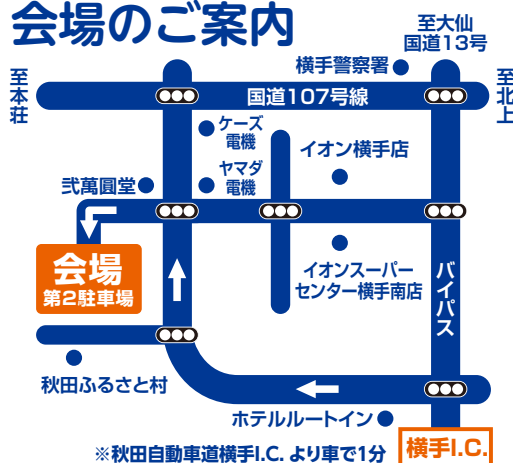 会場のご案内
至大仙
国道13号
横手警察署
至本荘
国道107号線
至北上
ケーズ
電機
ヤマダ
電機
イオン横手店
弐萬圓堂
会場
第2駐車場
イオンスーパー
センター横手南店
バイパス
秋田ふるさと村
ホテルルートイン
※秋田自動車道横手I.C. より車で1分
横手I.C.